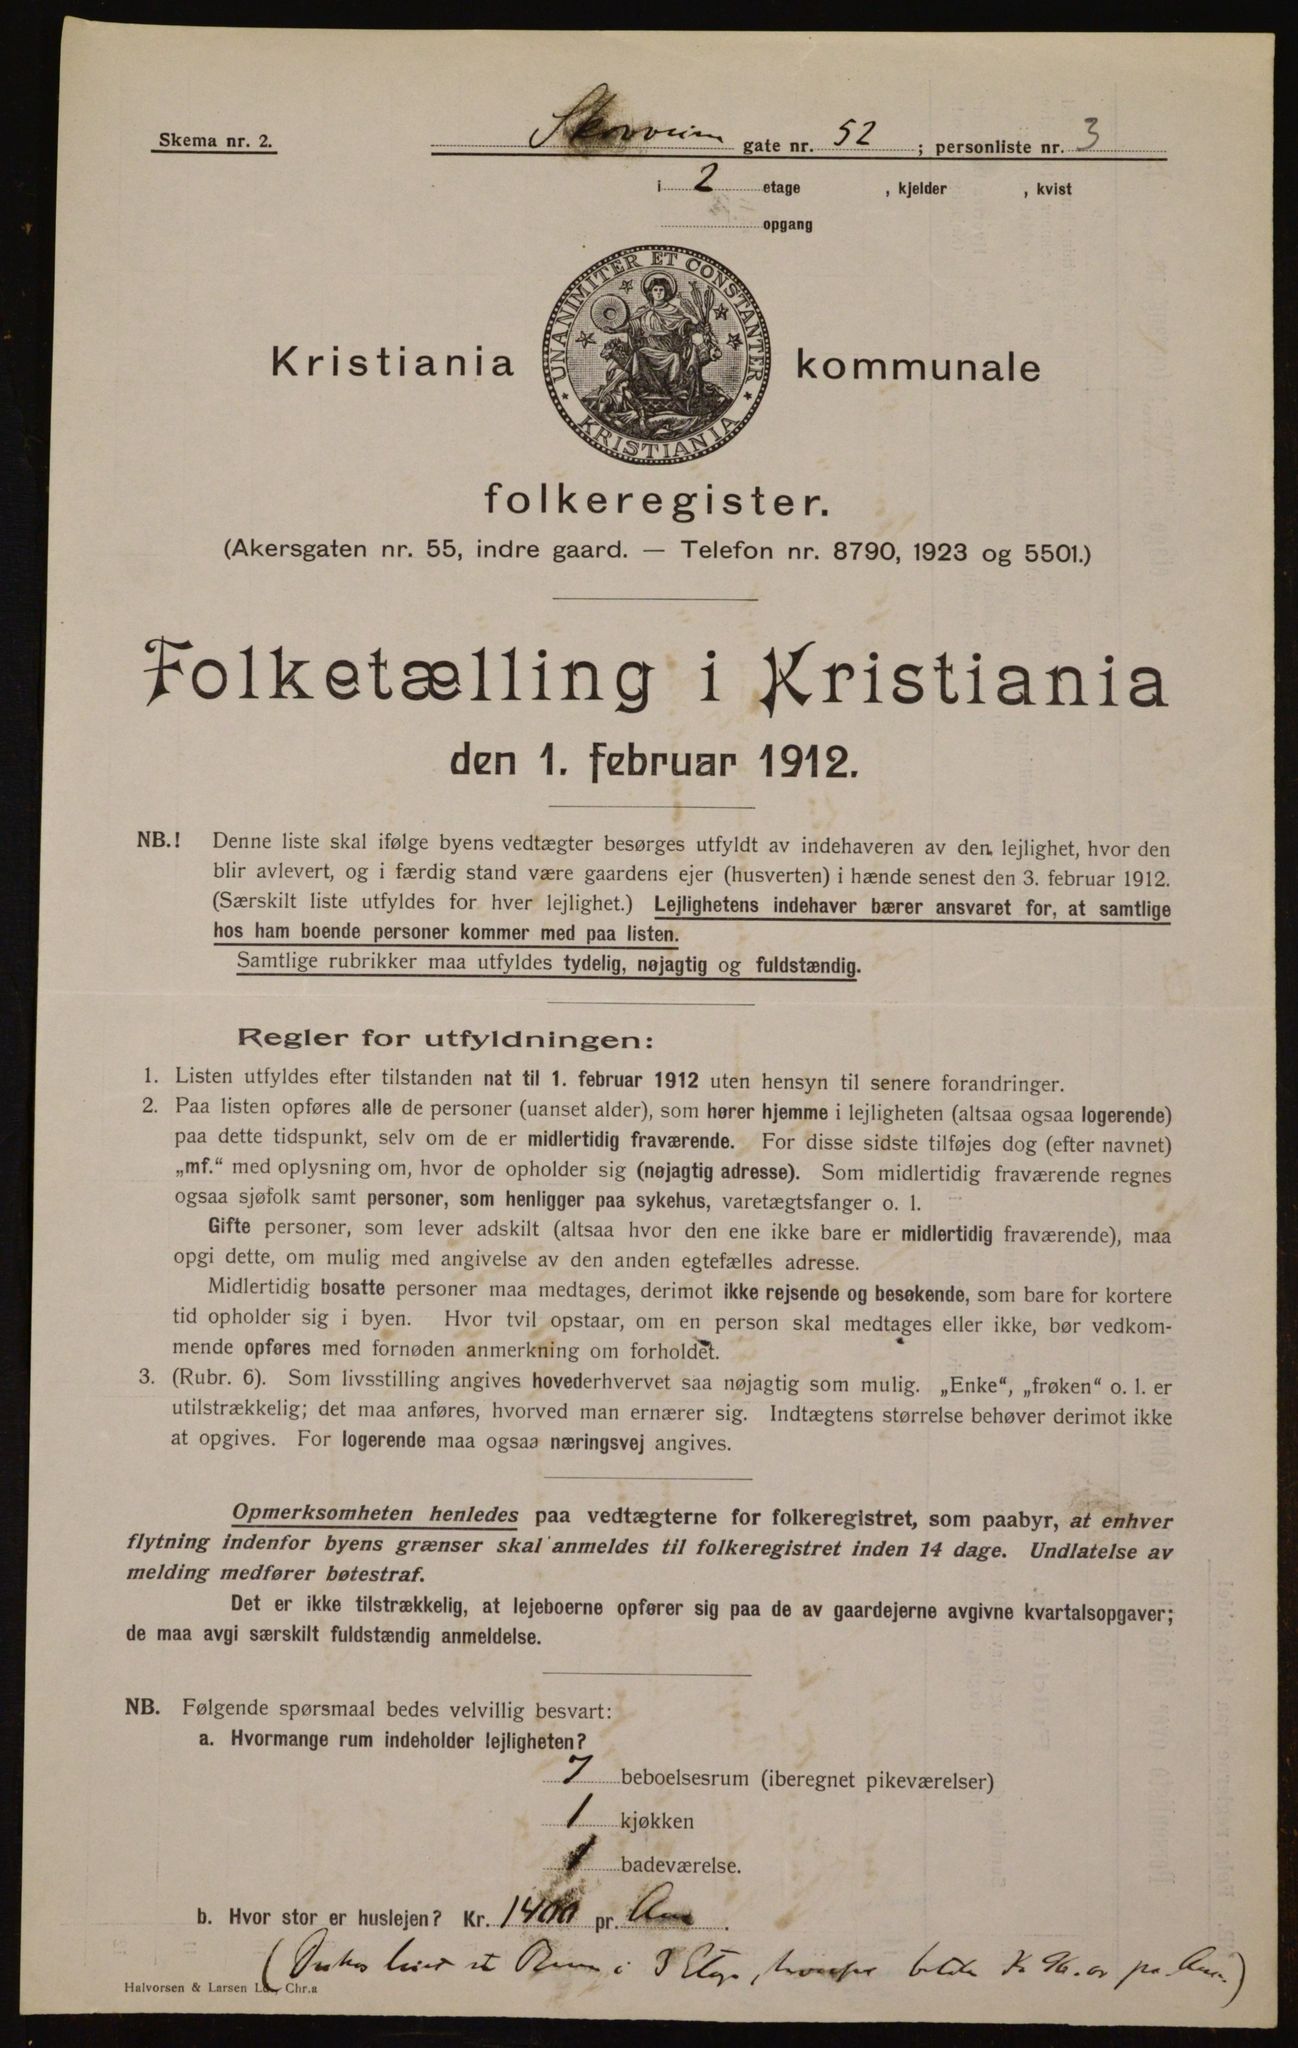 Skema nr. 2.
gate nr. 52; personliste nr. 3
i 2 etage , kjelder , kvist
opgang
UNANIMITER ET CONSTANTER
KRISTIANIA
Kristiania kommunale
folkeregister.
(Akersgaten nr. 55, indre gaard. — Telefon nr. 8790, 1923 og 5501.)
Folketælling i Kristiania
den 1. februar 1912.
NB.! Denne liste skal ifølge byens vedtægter besørges utfyldt av indehaveren av den lejlighet, hvor den
blir avlevert, og i færdig stand være gaardens ejer (husverten) i hænde senest den 3. februar 1912.
(Særskilt liste utfyldes for hver lejlighet.) Lejlighetens indehaver bærer ansvaret for, at samtlige
hos ham boende personer kommer med paa listen.
Samtlige rubrikker maa utfyldes tydelig, nøjagtig og fuldstændig.
Regler for utfyldningen:
1. Listen utfyldes efter tilstanden nat til 1. februar 1912 uten hensyn til senere forandringer.
2. Paa listen opføres alle de personer (uanset alder), som hører hjemme i lejligheten (altsaa ogsaa logerende)
paa dette tidspunkt, selv om de er midlertidig fraværende. For disse sidste tilføjes dog (efter navnet)
„mf.“ med oplysning om, hvor de opholder sig (nøjagtig adresse). Som midlertidig fraværende regnes
ogsaa sjøfolk samt personer, som henligger paa sykehus, varetægtsfanger o. l.
Gifte personer, som lever adskilt (altsaa hvor den ene ikke bare er midlertidig fraværende), maa
opgi dette, om mulig med angivelse av den anden egtefælles adresse.
Midlertidig bosatte personer maa medtages, derimot ikke rejsende og besøkende, som bare for kortere
tid opholder sig i byen. Hvor tvil opstaar, om en person skal medtages eller ikke, bør vedkom-
mende opføres med fornøden anmerkning om forholdet.
3. (Rubr. 6). Som livsstilling angives hovederhvervet saa nøjagtig som mulig. „Enke“, „frøken“ o. l. er
utilstrækkelig; det maa anføres, hvorved man ernærer sig. Indtægtens størrelse behøver derimot ikke
at opgives. For logerende maa ogsaa næringsvej angives.
Opmerksomheten henledes paa vedtægterne for folkeregistret, som paabyr, at enhver
flytning indenfor byens grænser skal anmeldes til folkeregistret inden 14 dage. Undlatelse av
melding medfører bøtestraf.
Det er ikke tilstrækkelig, at lejeboerne opfører sig paa de av gaardejerne avgivne kvartalsopgaver;
de maa avgi særskilt fuldstændig anmeldelse.
NB. Følgende spørsmaal bedes velvillig besvart:
a. Hvormange rum indeholder lejligheten?
7 beboelsesrum (iberegnet pikeværelser)
1 kjøkken
1 badeværelse.
b. Hvor stor er huslejen? Kr. 1400 pr.
i 3 Etage,
Halvorsen & Larsen Chr.a